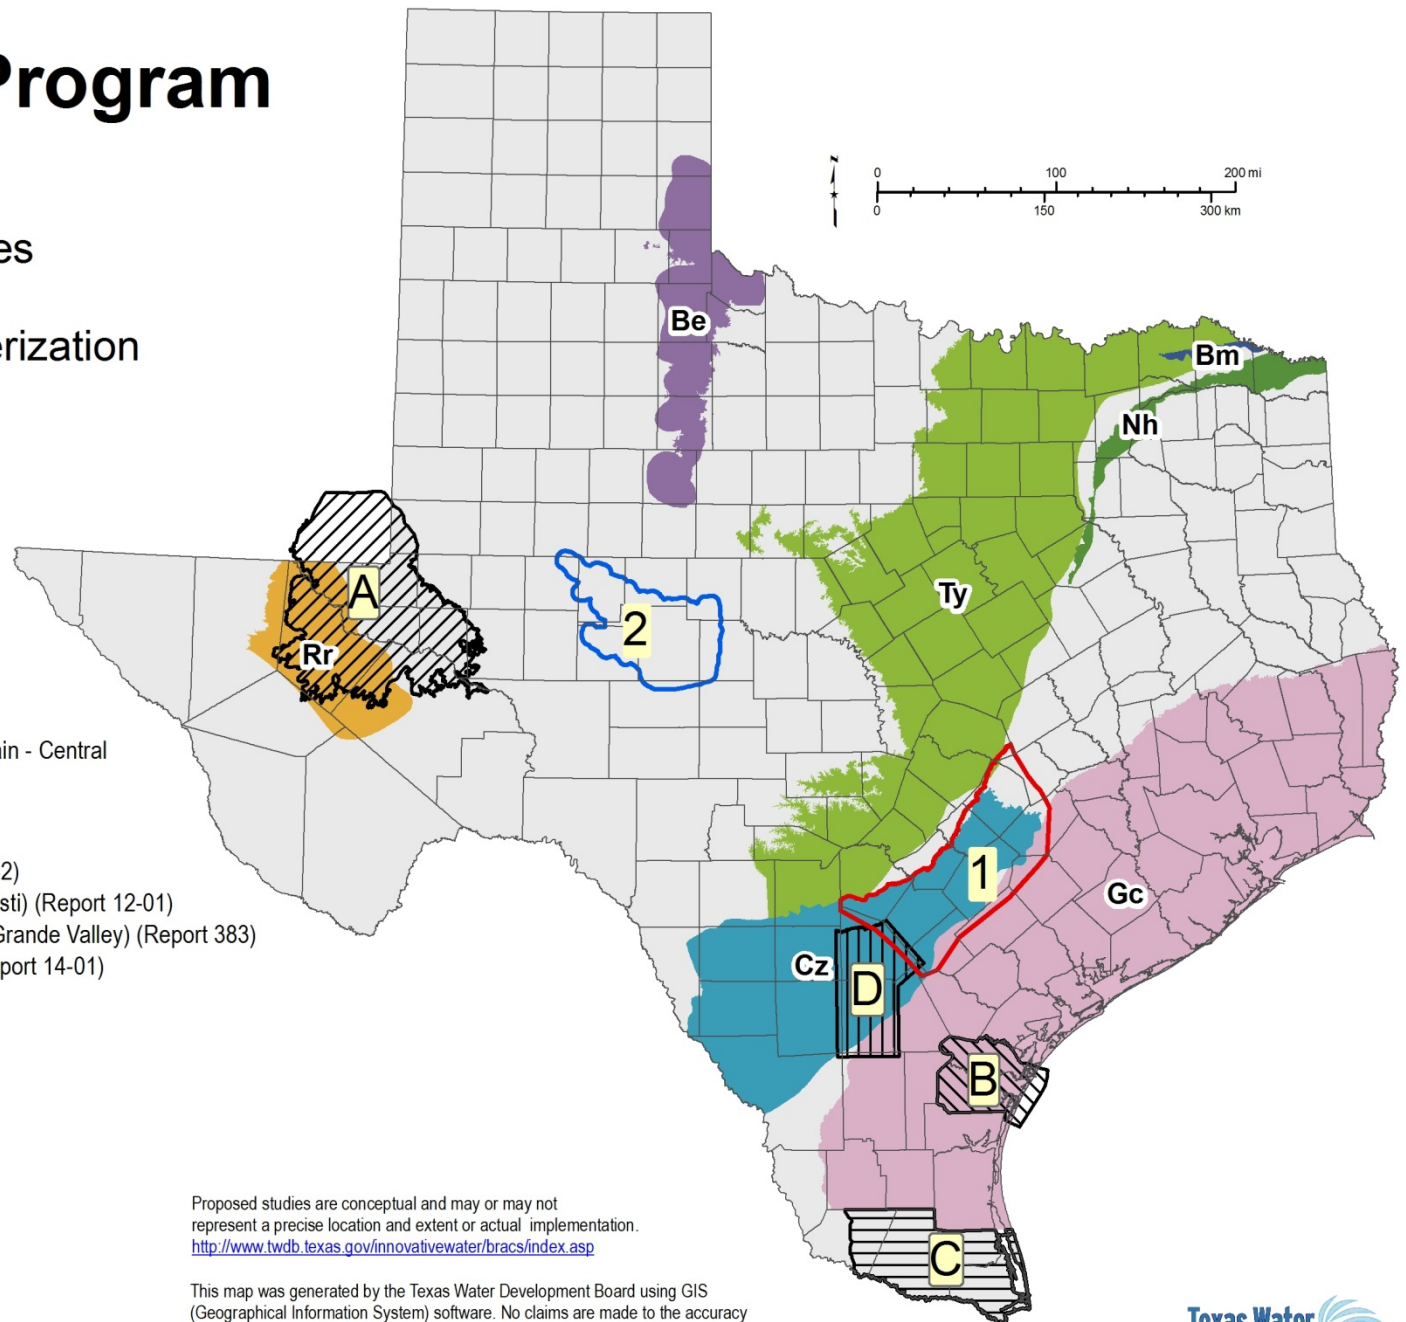 Program
es
erization
N
0 100 200 mi
0 150 300 km
Be
Bm
Nh
A
2
Ty
Rr
ain - Central
1
2)
Gc
sti) (Report 12-01)
Grande Valley) (Report 383)
port 14-01)
Cz
D
B
Proposed studies are conceptual and may or may not
represent a precise location and extent or actual implementation.
http://www.twdb.texas.gov/innovativewater/bracs/index.asp
C
This map was generated by the Texas Water Development Board using GIS
(Geographical Information System) software. No claims are made to the accuracy
Texas Water